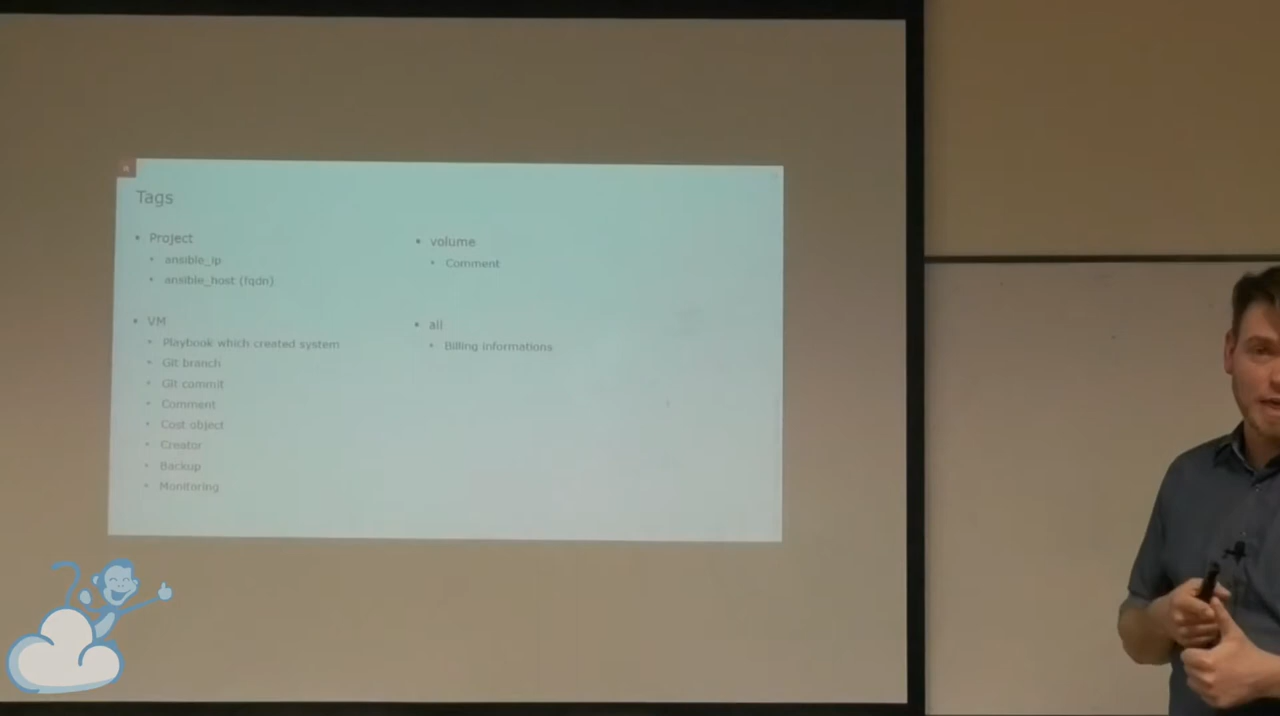 Tags
Project
ansible_ip
ansible_host (fqdn)
VM
Playbook which created system
Git branch
Git commit
Comment
Cost object
Creator
Backup
Monitoring
volume
Comment
all
Billing informations